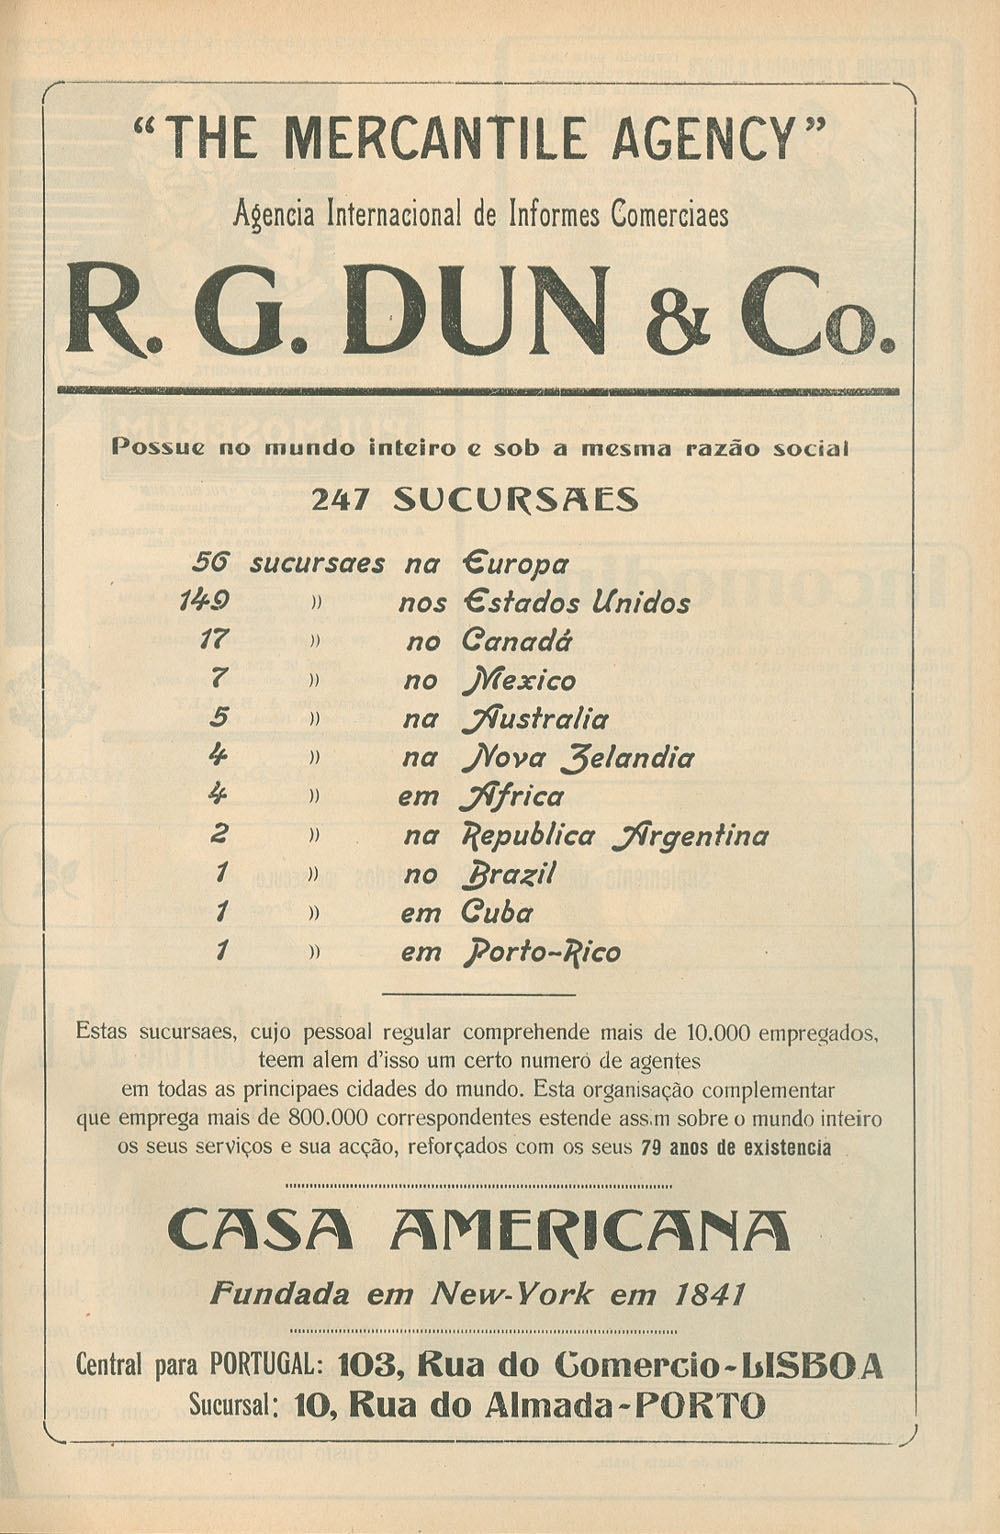 “THE MERCANTILE AGENCY”
Agencia Internacional de Informes Comerciaes
R. G. DUN & Co.
Possue no mundo inteiro e sob a mesma razão social
247 SUCURSAES
56 sucursaes na Europa
149 » nos Estados Unidos
17 » no Canadá
7 » no Mexico
5 » na Australia
4 » na Nova Zelandia
4 » em Africa
2 » na Republica Argentina
1 » no Brazil
1 » em Cuba
1 » em Porto-Rico
Estas sucursaes, cujo pessoal regular comprehende mais de 10.000 empregados,
teem alem d’isso um certo numero de agentes
em todas as principaes cidades do mundo. Esta organisação complementar
que emprega mais de 800.000 correspondentes estende assim sobre o mundo inteiro
os seus serviços e sua acção, reforçados com os seus 79 anos de existencia
CASA AMERICANA
Fundada em New-York em 1841
Central para PORTUGAL: 103, Rua do Comercio-LISBOA
Sucursal: 10, Rua do Almada-PORTO